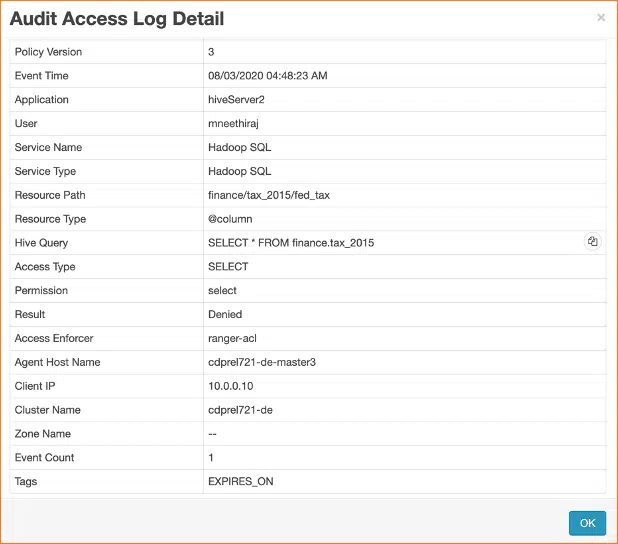 Audit Access Log Detail ×
Policy Version 3
Event Time 08/03/2020 04:48:23 AM
Application hiveServer2
User mneethiraj
Service Name Hadoop SQL
Service Type Hadoop SQL
Resource Path finance/tax_2015/fed_tax
Resource Type @column
Hive Query SELECT * FROM finance.tax_2015
Access Type SELECT
Permission select
Result Denied
Access Enforcer ranger-acl
Agent Host Name cdprel721-de-master3
Client IP 10.0.0.10
Cluster Name cdprel721-de
Zone Name --
Event Count 1
Tags EXPIRES_ON
OK